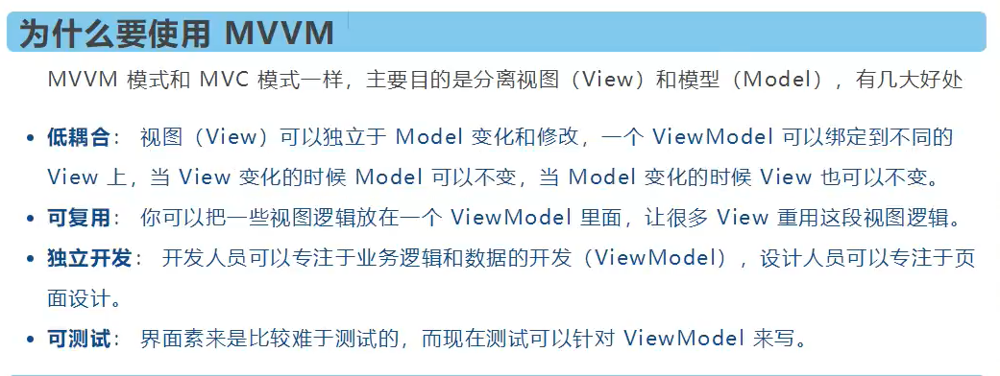 为什么要使用 MVVM
MVVM 模式和 MVC 模式一样，主要目的是分离视图（View）和模型（Model），有几大好处
• 低耦合： 视图（View）可以独立于 Model 变化和修改，一个 ViewModel 可以绑定到不同的
View 上，当 View 变化的时候 Model 可以不变，当 Model 变化的时候 View 也可以不变。
• 可复用： 你可以把一些视图逻辑放在一个 ViewModel 里面，让很多 View 重用这段视图逻辑。
• 独立开发： 开发人员可以专注于业务逻辑和数据的开发（ViewModel），设计人员可以专注于页
面设计。
• 可测试： 界面素来是比较难于测试的，而现在测试可以针对 ViewModel 来写。